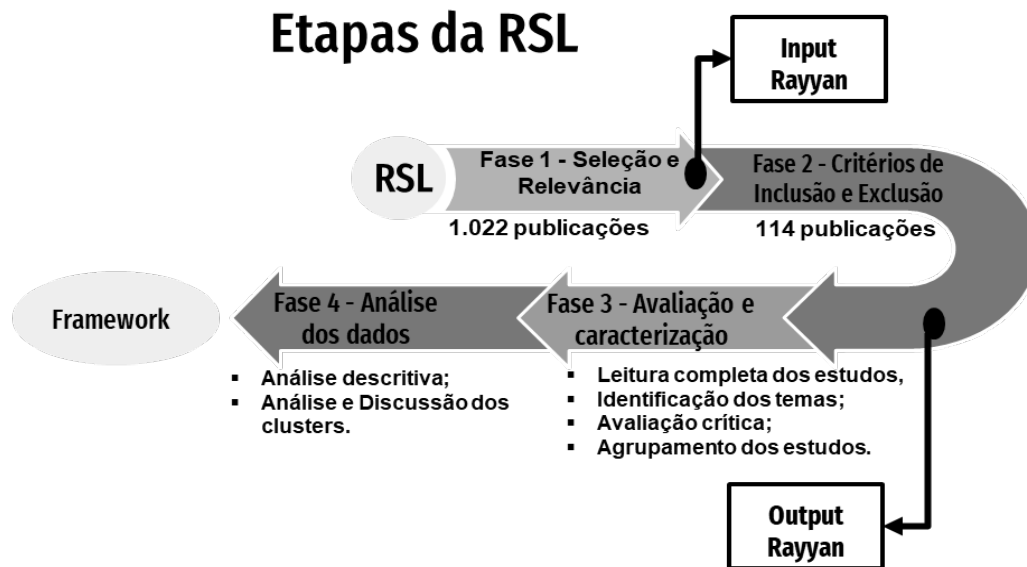 Etapas da RSL
Input
Rayyan
RSL
Fase 1 - Seleção e
Relevância
Fase 2 - Critérios de
Inclusão e Exclusão
1.022 publicações
114 publicações
Framework
Fase 4 - Análise
dos dados
Fase 3 - Avaliação e
caracterização
▪ Análise descritiva;
▪ Análise e Discussão dos
clusters.
▪ Leitura completa dos estudos,
▪ Identificação dos temas;
▪ Avaliação crítica;
▪ Agrupamento dos estudos.
Output
Rayyan